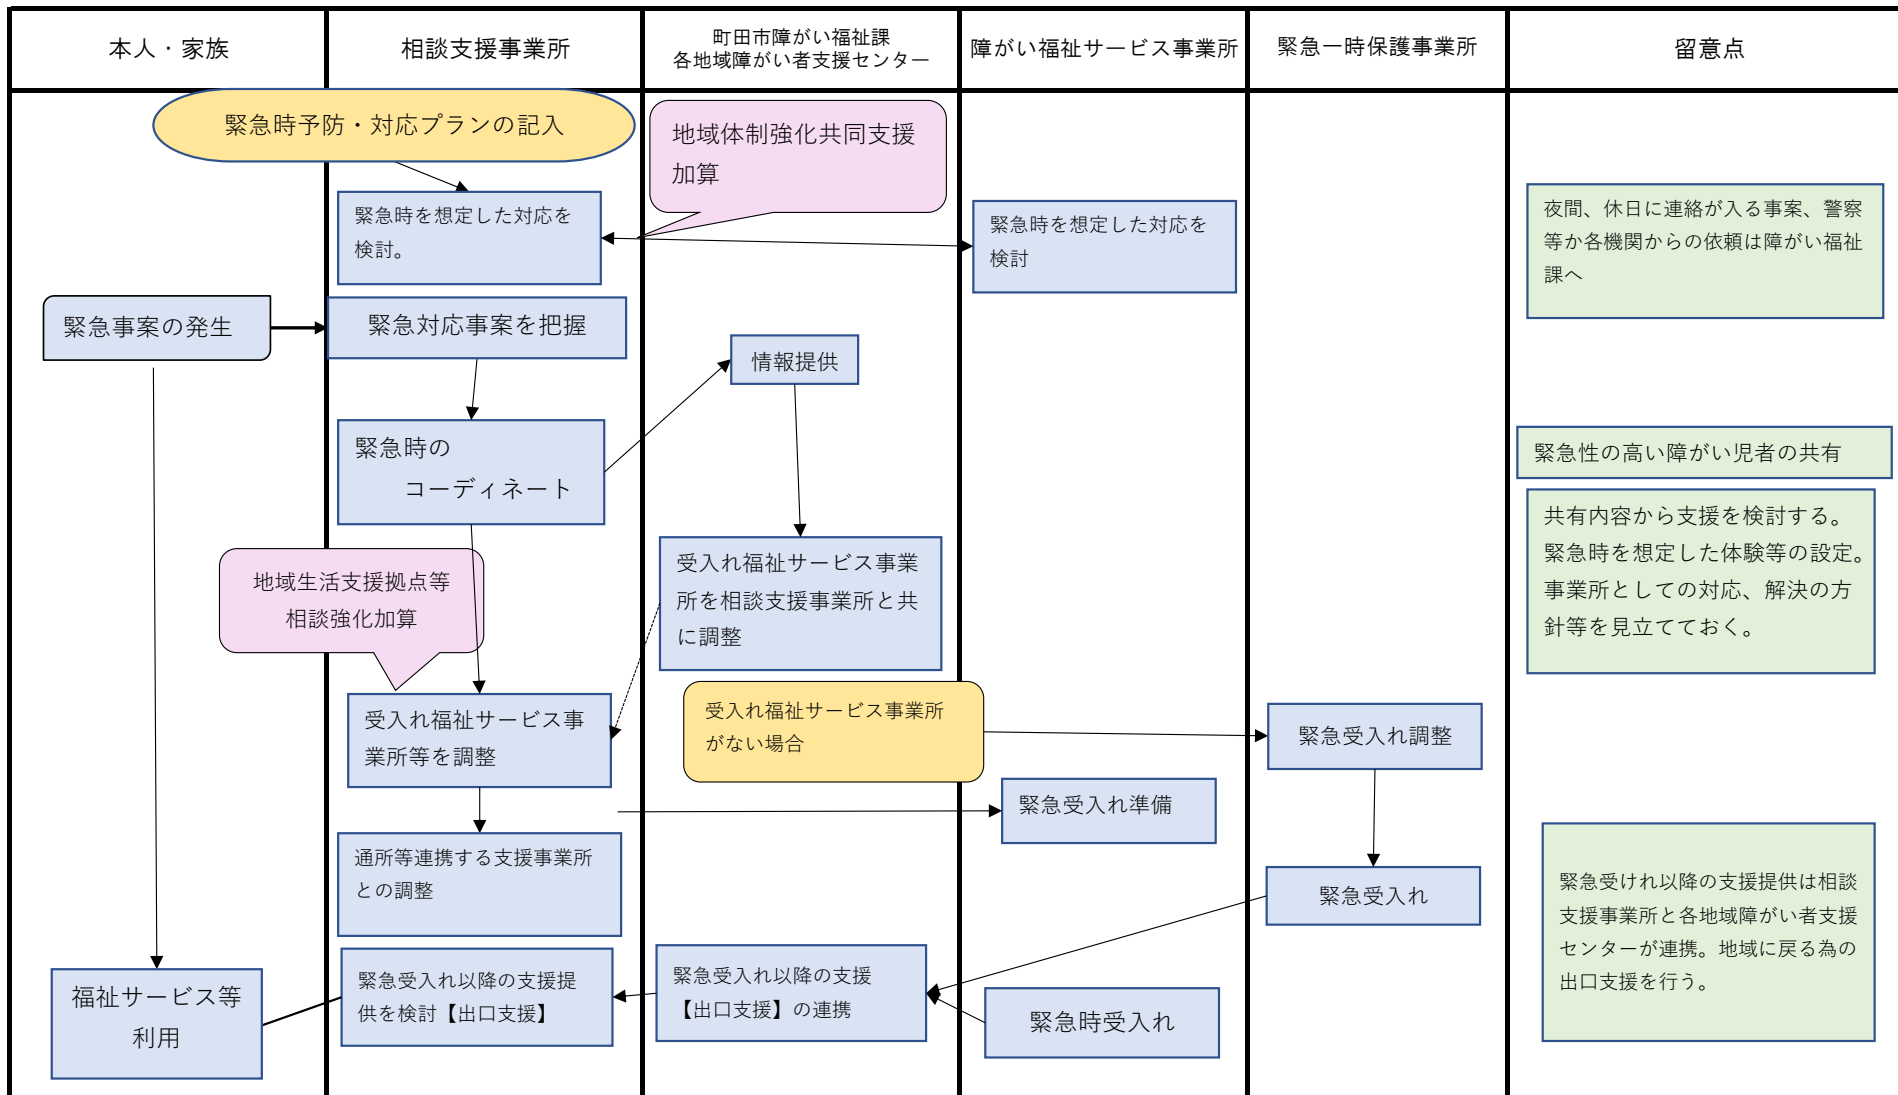 本人・家族
相談支援事業所
町田市障がい福祉課
各地域障がい者支援センター
障がい福祉サービス事業所
緊急一時保護事業所
留意点
緊急時予防・対応プランの記入
地域体制強化共同支援
加算
緊急時を想定した対応を
検討。
緊急時を想定した対応を
検討
夜間、休日に連絡が入る事案、警察
等か各機関からの依頼は障がい福祉
課へ
緊急事案の発生
緊急対応事案を把握
情報提供
緊急時の
コーディネート
緊急性の高い障がい児者の共有
共有内容から支援を検討する。
緊急時を想定した体験等の設定。
事業所としての対応、解決の方
針等を見立てておく。
地域生活支援拠点等
相談強化加算
受入れ福祉サービス事業
所を相談支援事業所と共
に調整
受入れ福祉サービス事
業所等を調整
受入れ福祉サービス事業所
がない場合
緊急受入れ調整
緊急受入れ準備
通所等連携する支援事業所
との調整
緊急受入れ
緊急受けれ以降の支援提供は相談
支援事業所と各地域障がい者支援
センターが連携。地域に戻る為の
出口支援を行う。
福祉サービス等
利用
緊急受入れ以降の支援提
供を検討【出口支援】
緊急受入れ以降の支援
【出口支援】の連携
緊急時受入れ